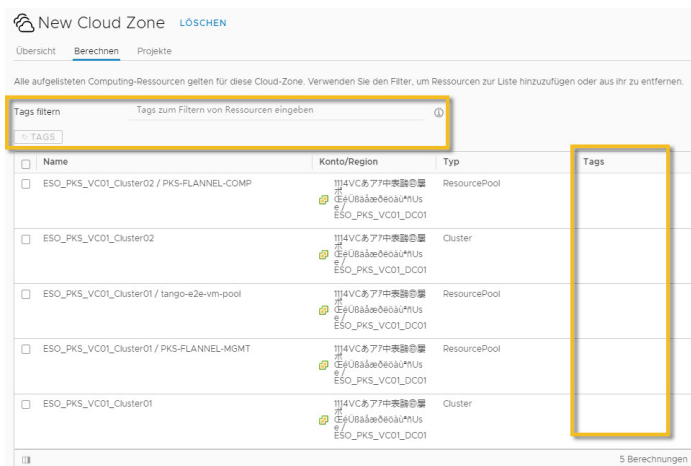 New Cloud Zone LÖSCHEN
Übersicht Berechnen Projekte
Alle aufgelisteten Computing-Ressourcen gelten für diese Cloud-Zone. Verwenden Sie den Filter, um Ressourcen zur Liste hinzuzufügen oder aus ihr zu entfernen.
Tags filtern Tags zum Filtern von Ressourcen eingeben
TAGS
Name Konto/Region Typ Tags
ESO_PKS_VC01_Cluster02 / PKS-FLANNEL-COMP ResourcePool
ESO_PKS_VC01_DC01
ESO_PKS_VC01_Cluster02 Cluster
ESO_PKS_VC01_DC01
ESO_PKS_VC01_Cluster01 / tango-e2e-vm-pool ResourcePool
ESO_PKS_VC01_DC01
ESO_PKS_VC01_Cluster01 / PKS-FLANNEL-MGMT ResourcePool
ESO_PKS_VC01_DC01
ESO_PKS_VC01_Cluster01 Cluster
ESO_PKS_VC01_DC01
5 Berechnungen